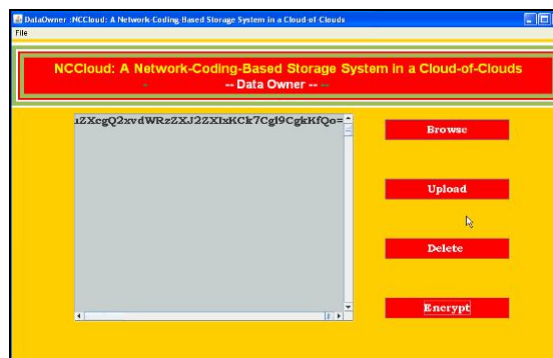 DataOwner :NCCloud: A Network-Coding-Based Storage System in a Cloud-of-Clouds
File
NCCloud: A Network-Coding-Based Storage System in a Cloud-of-Clouds
-- Data Owner --
Browse
Upload
Delete
Encrypt